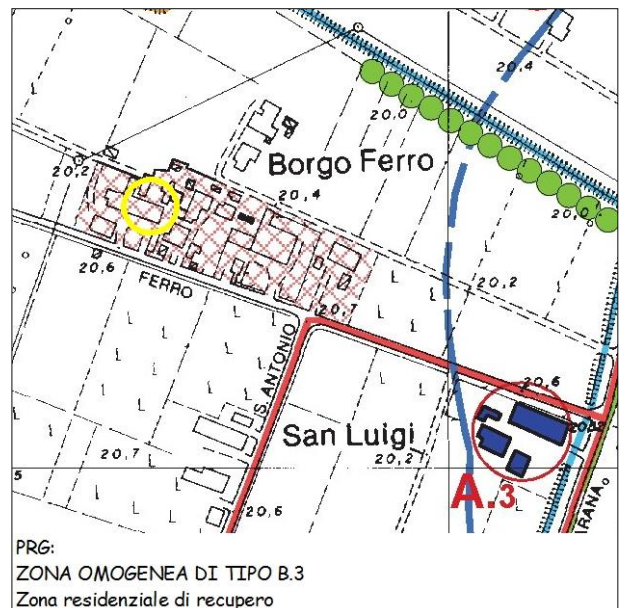 20,4
20,0
Borgo Ferro
20,2
20,4
20,0
20,2
20,6
FERRO
20,7
S. ANTONIO
20,6
San Luigi
20,7
20,2
A.3
5
20,6
PRG:
ZONA OMOGENEA DI TIPO B.3
Zona residenziale di recupero